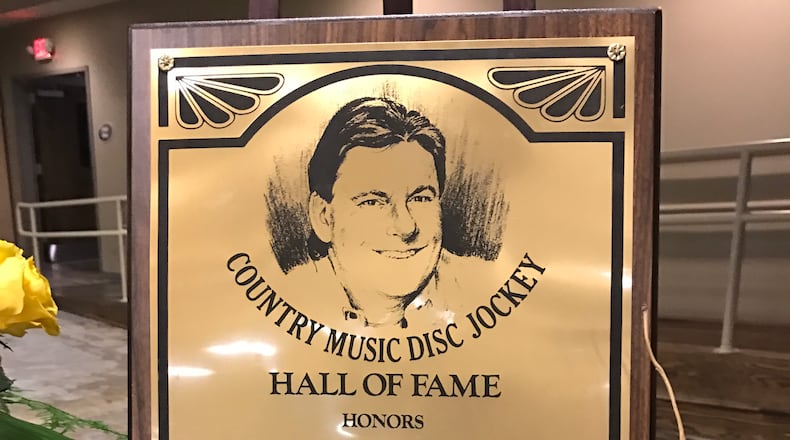 COUNTRY MUSIC DISC JOCKEY
HALL OF FAME
HONORS